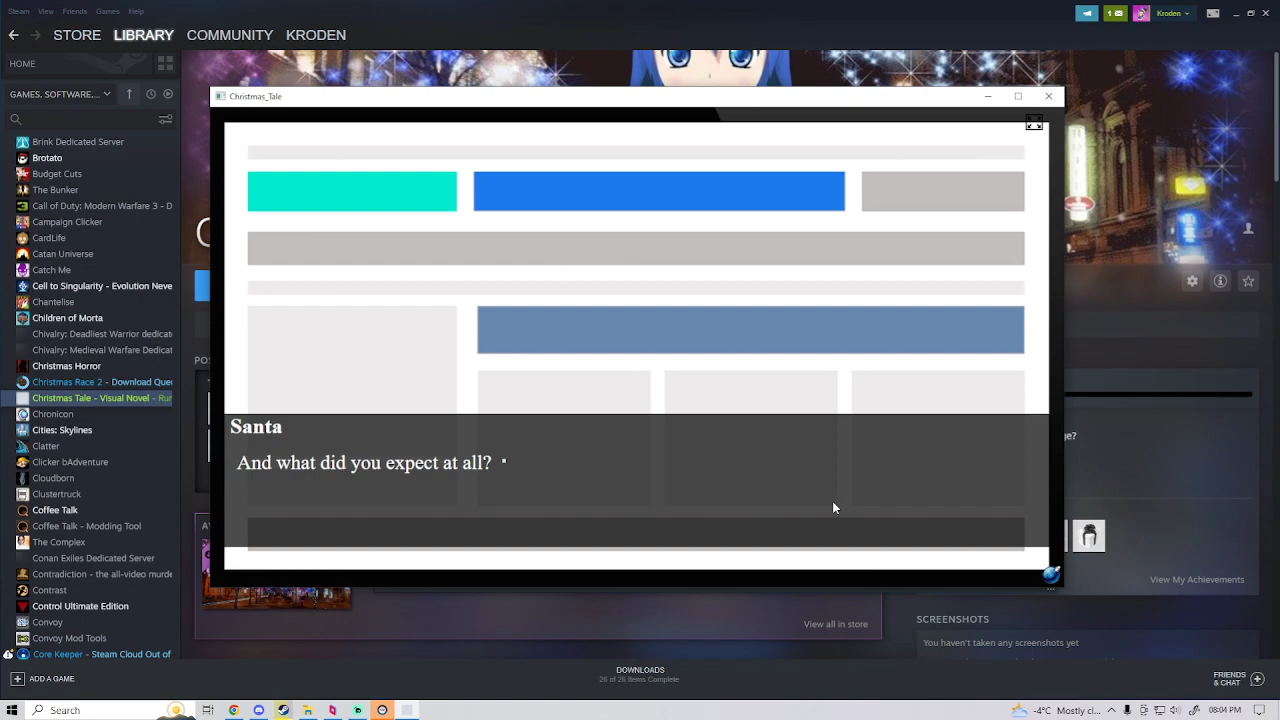 Steam View Friends Games Help
1 Kroden
STORE LIBRARY COMMUNITY KRODEN
HOME
Christmas_Tale
GAMES, SOFTWARE...
Brink Dedicated Server
Brotato
Budget Cuts
The Bunker
Call of Duty: Modern Warfare 3 - D
Campaign Clicker
CardLife
Catan Universe
Catch Me
Cell to Singularity - Evolution Neve
Chantelise
Children of Morta
Chivalry: Deadliest Warrior dedicat
Chivalry: Medieval Warfare Dedicat
Christmas Horror
Christmas Race 2 - Download Que
Christmas Tale - Visual Novel - Run
Chronicon
Cities: Skylines
Clatter
Clicker bAdventure
Cloudborn
Clustertruck
Coffee Talk
Coffee Talk - Modding Tool
The Complex
Conan Exiles Dedicated Server
Contradiction - the all-video murde
Contrast
Control Ultimate Edition
Convoy
Convoy Mod Tools
Core Keeper - Steam Cloud Out of
Santa
And what did you expect at all?
ge?
View My Achievements
View all in store
SCREENSHOTS
You haven't taken any screenshots yet
ADD A GAME
DOWNLOADS
26 of 26 Items Complete
FRIENDS
& CHAT
Search
-4°C Mostly cl...
08:04 PM